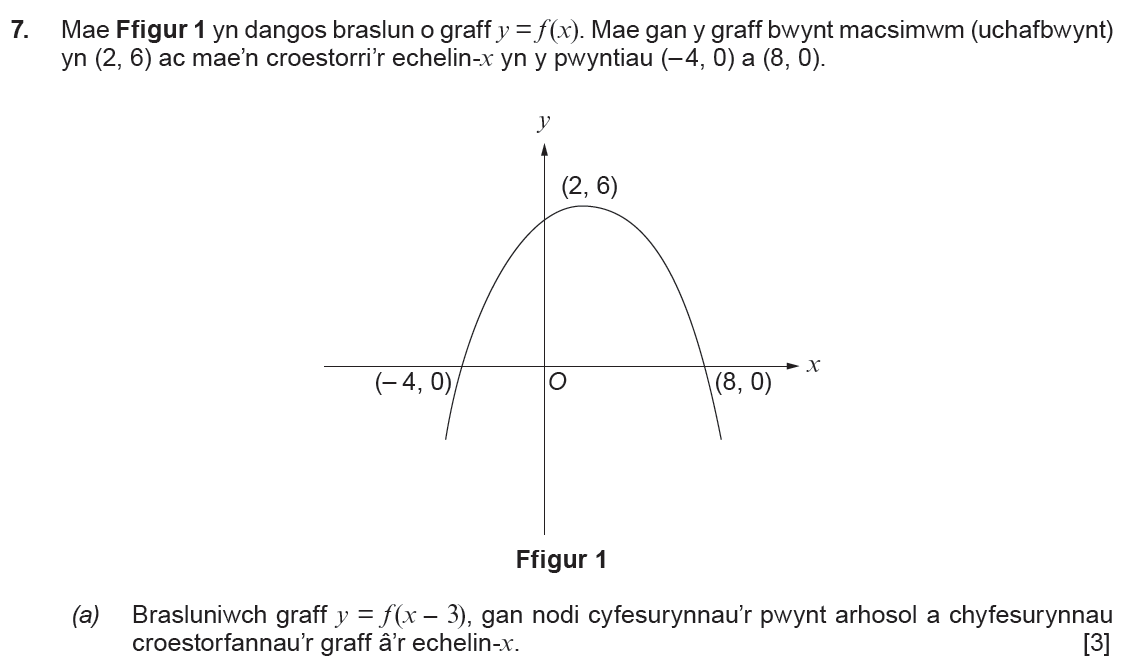 7. Mae Ffigur 1 yn dangos braslun o graff y = f(x). Mae gan y graff bwynt macsimwm (uchafbwynt)
yn (2, 6) ac mae’n croestorri’r echelin-x yn y pwyntiau (–4, 0) a (8, 0).
y
(2, 6)
x
(– 4, 0)
O
(8, 0)
Ffigur 1
(a) Brasluniwch graff y = f(x – 3), gan nodi cyfesurynnau’r pwynt arhosol a chyfesurynnau
croestorfannau’r graff â’r echelin-x. [3]